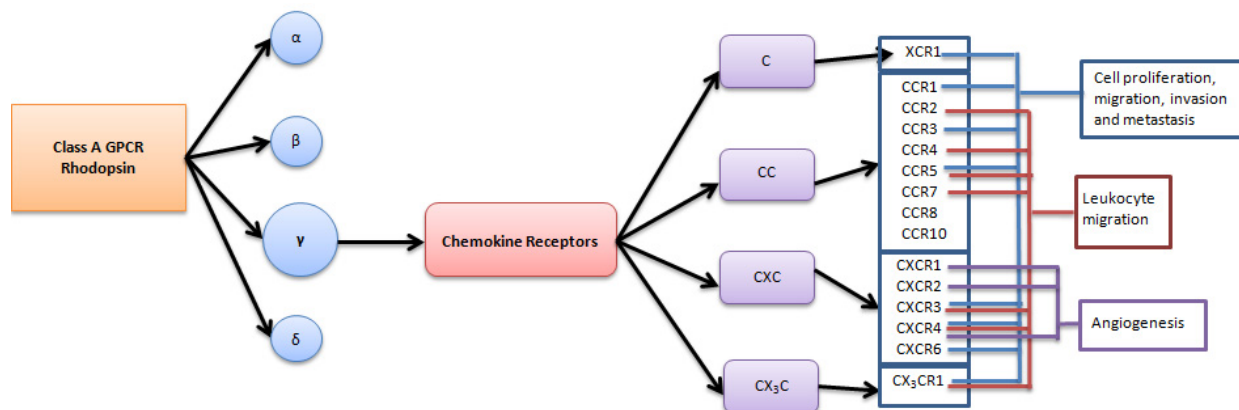 Class A GPCR
Rhodopsin
α
β
γ
δ
Chemokine Receptors
C
CC
CXC
CX₃C
XCR1
CCR1
CCR2
CCR3
CCR4
CCR5
CCR7
CCR8
CCR10
CXCR1
CXCR2
CXCR3
CXCR4
CXCR6
CX₃CR1
Cell proliferation,
migration, invasion
and metastasis
Leukocyte
migration
Angiogenesis